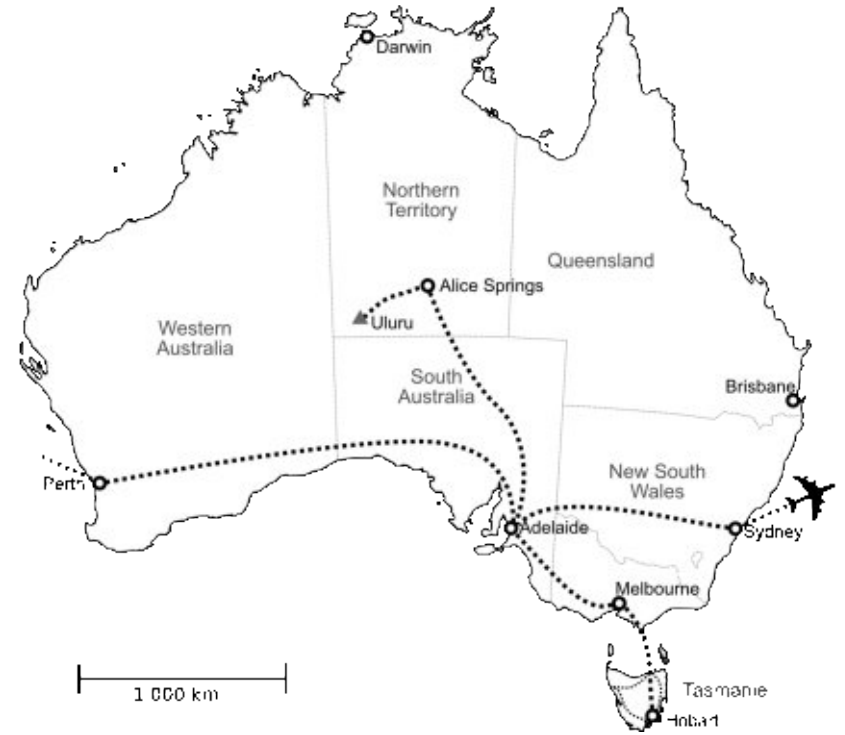 Darwin
Northern
Territory
Queensland
Alice Springs
Uluru
Western
Australia
South
Australia
Brisbane
New South
Wales
Perth
Adelaide
Sydney
Melbourne
1 000 km
Tasmanie
Hobart